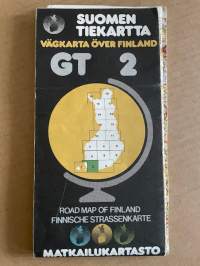 SUOMEN
TIEKARTTA
VÄGKARTA ÖVER FINLAND
GT 2
ROAD MAP OF FINLAND
FINNISCHE STRASSENKARTE
MATKAILUKARTASTO